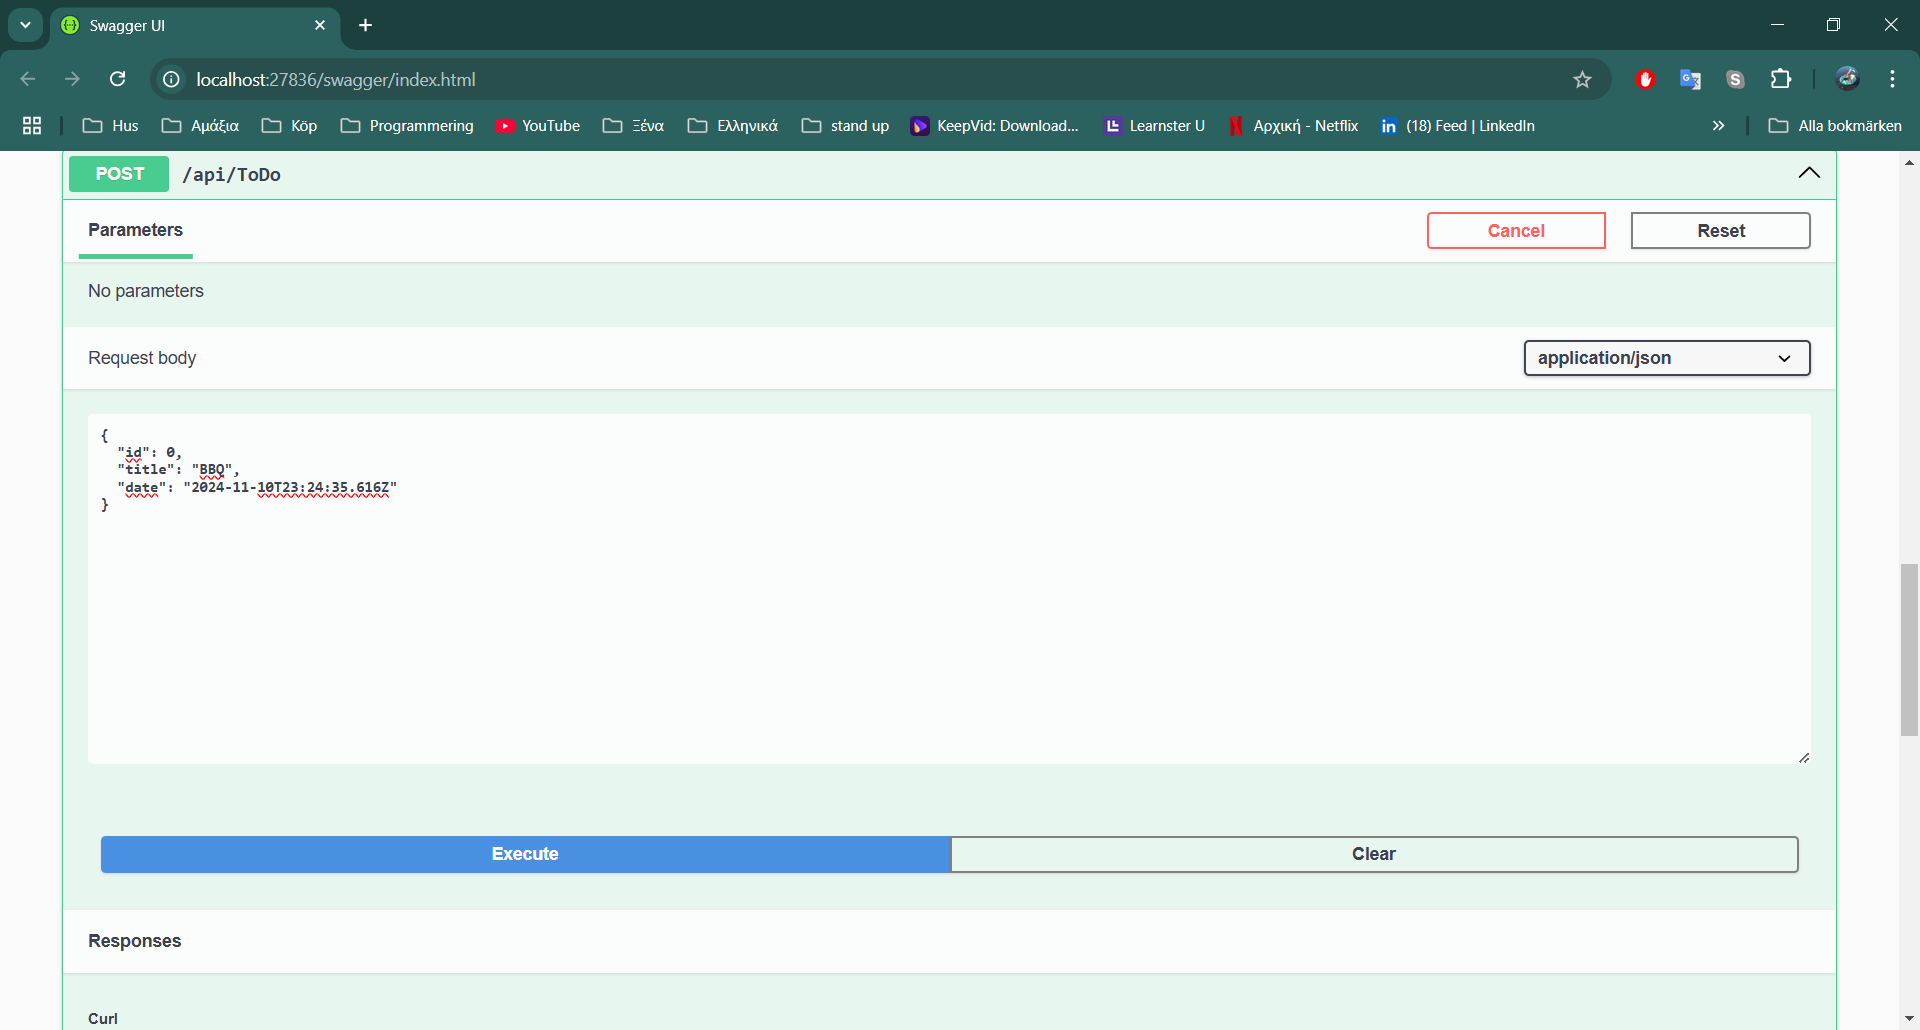 Swagger UI
localhost:27836/swagger/index.html
Hus Αμάξια Köp Programmering YouTube Ξένα Ελληνικά stand up KeepVid: Download... Learnster U Αρχική - Netflix (18) Feed | LinkedIn Alla bokmärken
POST /api/ToDo
Parameters Cancel Reset
No parameters
Request body application/json
{
"id": 0,
"title": "BBQ",
"date": "2024-11-10T23:24:35.616Z"
}
Execute Clear
Responses
Curl